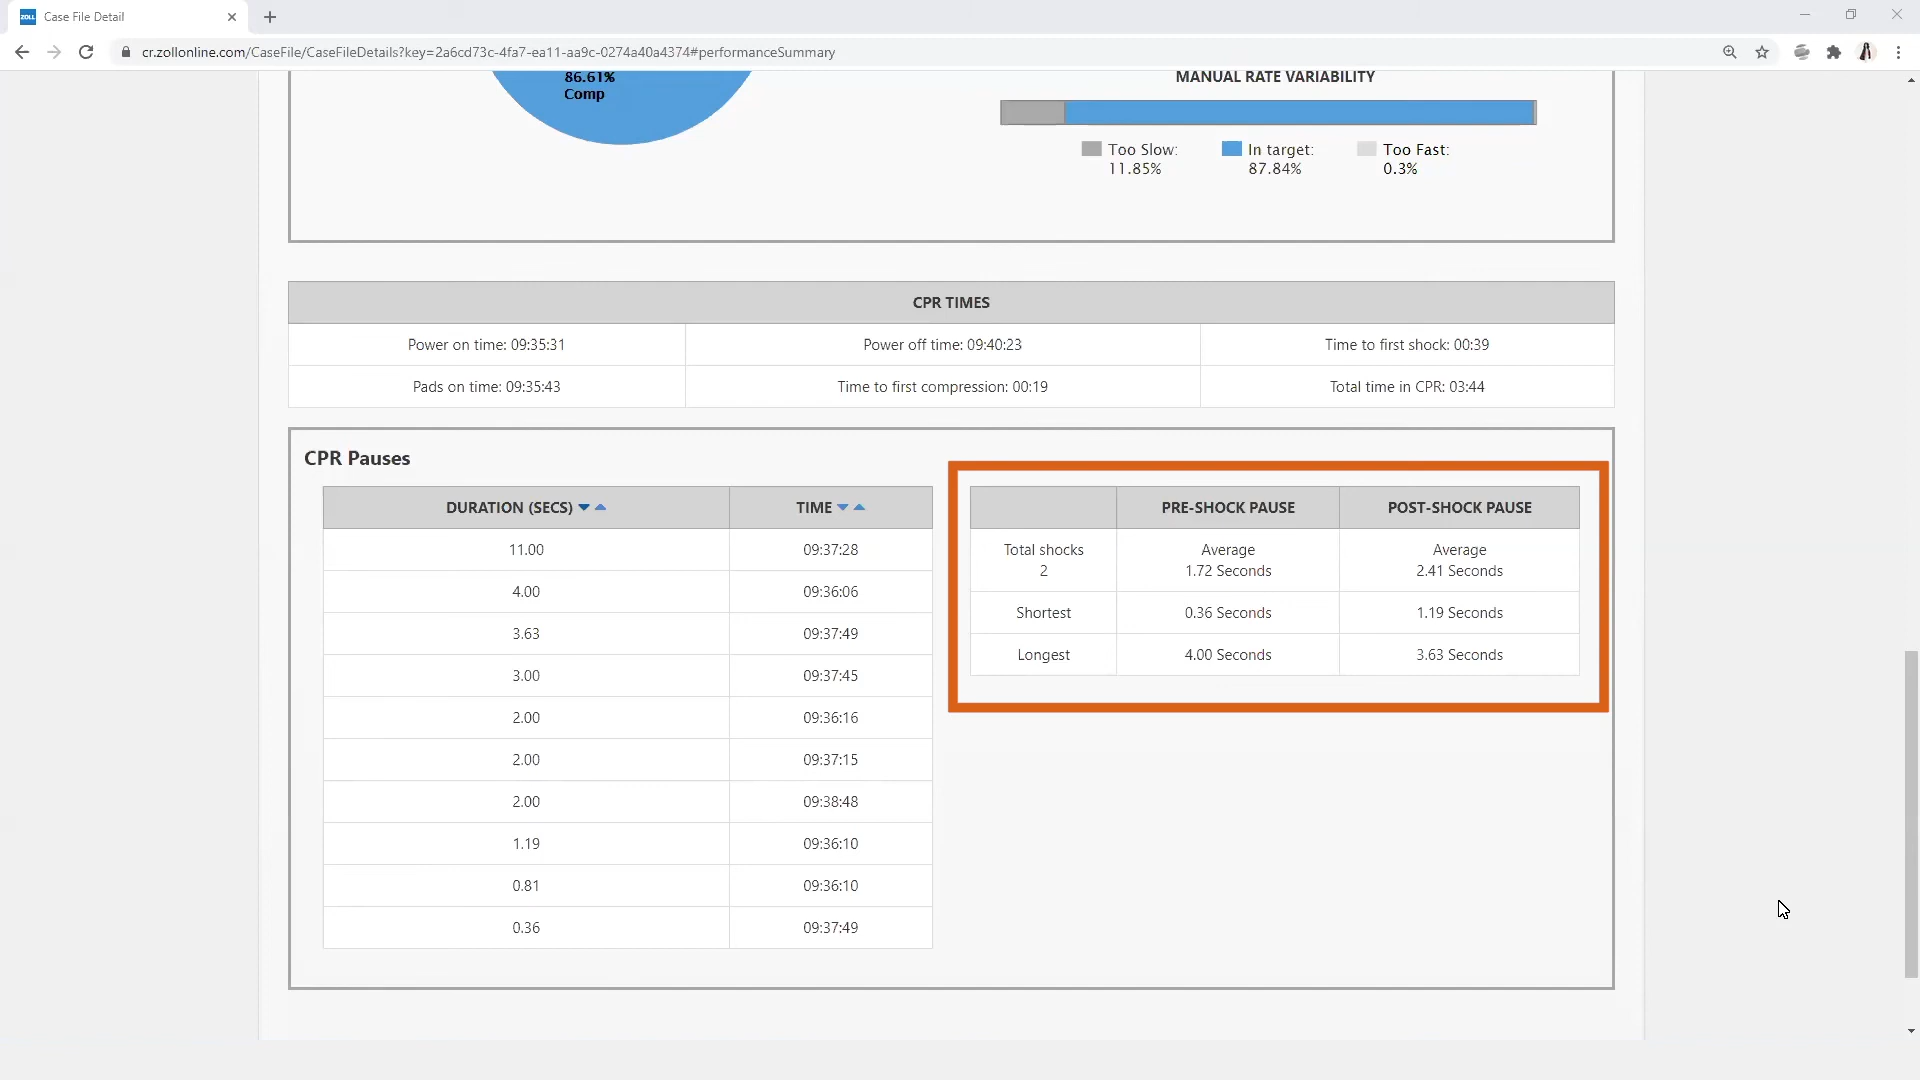 ZOLL
Case File Detail
cr.zollonline.com/CaseFile/CaseFileDetails?key=2a6cd73c-4fa7-ea11-aa9c-0274a40a4374#performanceSummary
86.61%
Comp
MANUAL RATE VARIABILITY
Too Slow: In target: Too Fast:
11.85% 87.84% 0.3%
CPR TIMES
Power on time: 09:35:31 Power off time: 09:40:23 Time to first shock: 00:39
Pads on time: 09:35:43 Time to first compression: 00:19 Total time in CPR: 03:44
CPR Pauses
DURATION (SECS) TIME
11.00 09:37:28
4.00 09:36:06
3.63 09:37:49
3.00 09:37:45
2.00 09:36:16
2.00 09:37:15
2.00 09:38:48
1.19 09:36:10
0.81 09:36:10
0.36 09:37:49
PRE-SHOCK PAUSE POST-SHOCK PAUSE
Total shocks Average Average
2 1.72 Seconds 2.41 Seconds
Shortest 0.36 Seconds 1.19 Seconds
Longest 4.00 Seconds 3.63 Seconds